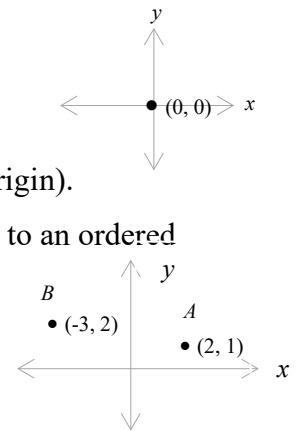 y
(0, 0) x
rigin).
to an ordered
y
B
A
(-3, 2)
(2, 1)
x